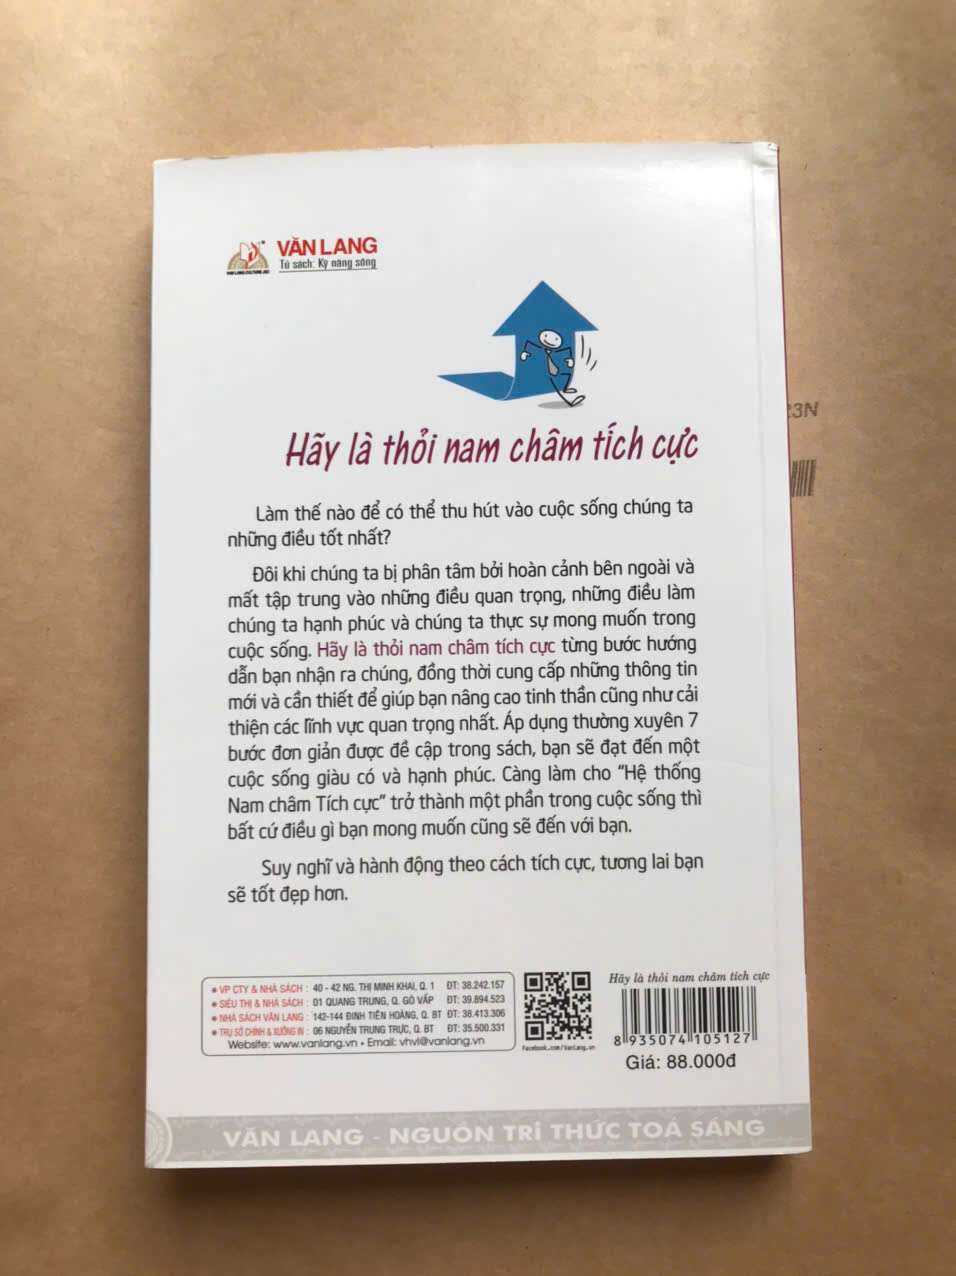 VĂN LANG
Tủ sách: Kỹ năng sống
VAN LANG CULTURE JSC
Hãy là thỏi nam châm tích cực
23N
Làm thế nào để có thể thu hút vào cuộc sống chúng ta
những điều tốt nhất?
Đôi khi chúng ta bị phân tâm bởi hoàn cảnh bên ngoài và
mất tập trung vào những điều quan trọng, những điều làm
chúng ta hạnh phúc và chúng ta thực sự mong muốn trong
cuộc sống. Hãy là thỏi nam châm tích cực từng bước hướng
dẫn bạn nhận ra chúng, đồng thời cung cấp những thông tin
mới và cần thiết để giúp bạn nâng cao tinh thần cũng như cải
thiện các lĩnh vực quan trọng nhất. Áp dụng thường xuyên 7
bước đơn giản được đề cập trong sách, bạn sẽ đạt đến một
cuộc sống giàu có và hạnh phúc. Càng làm cho “Hệ thống
Nam châm Tích cực” trở thành một phần trong cuộc sống thì
bất cứ điều gì bạn mong muốn cũng sẽ đến với bạn.
Suy nghĩ và hành động theo cách tích cực, tương lai bạn
sẽ tốt đẹp hơn.
VP CTY & NHÀ SÁCH : 40 - 42 NG. THỊ MINH KHAI, Q. 1 ĐT: 38.242.157
SIÊU THỊ & NHÀ SÁCH : 01 QUANG TRUNG, Q. GÒ VẤP ĐT: 39.894.523
NHÀ SÁCH VĂN LANG : 142-144 ĐINH TIÊN HOÀNG, Q. BT ĐT: 38.413.306
TRỤ SỞ CHÍNH & XƯỞNG IN : 06 NGUYỄN TRUNG TRỰC, Q. BT ĐT: 35.500.331
Website: www.vanlang.vn • Email: vhvl@vanlang.vn
Facebook.com/VanLang.vn
Hãy là thỏi nam châm tích cực
8 935074 105127
Giá: 88.000đ
VĂN LANG - NGUỒN TRI THỨC TOẢ SÁNG